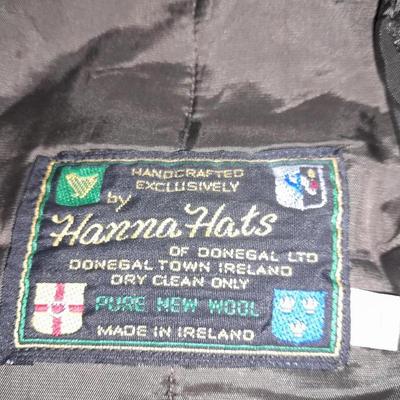 HANDCRAFTED
EXCLUSIVELY
by
Hanna Hats
OF DONEGAL LTD
DONEGAL TOWN IRELAND
DRY CLEAN ONLY
PURE NEW WOOL
MADE IN IRELAND